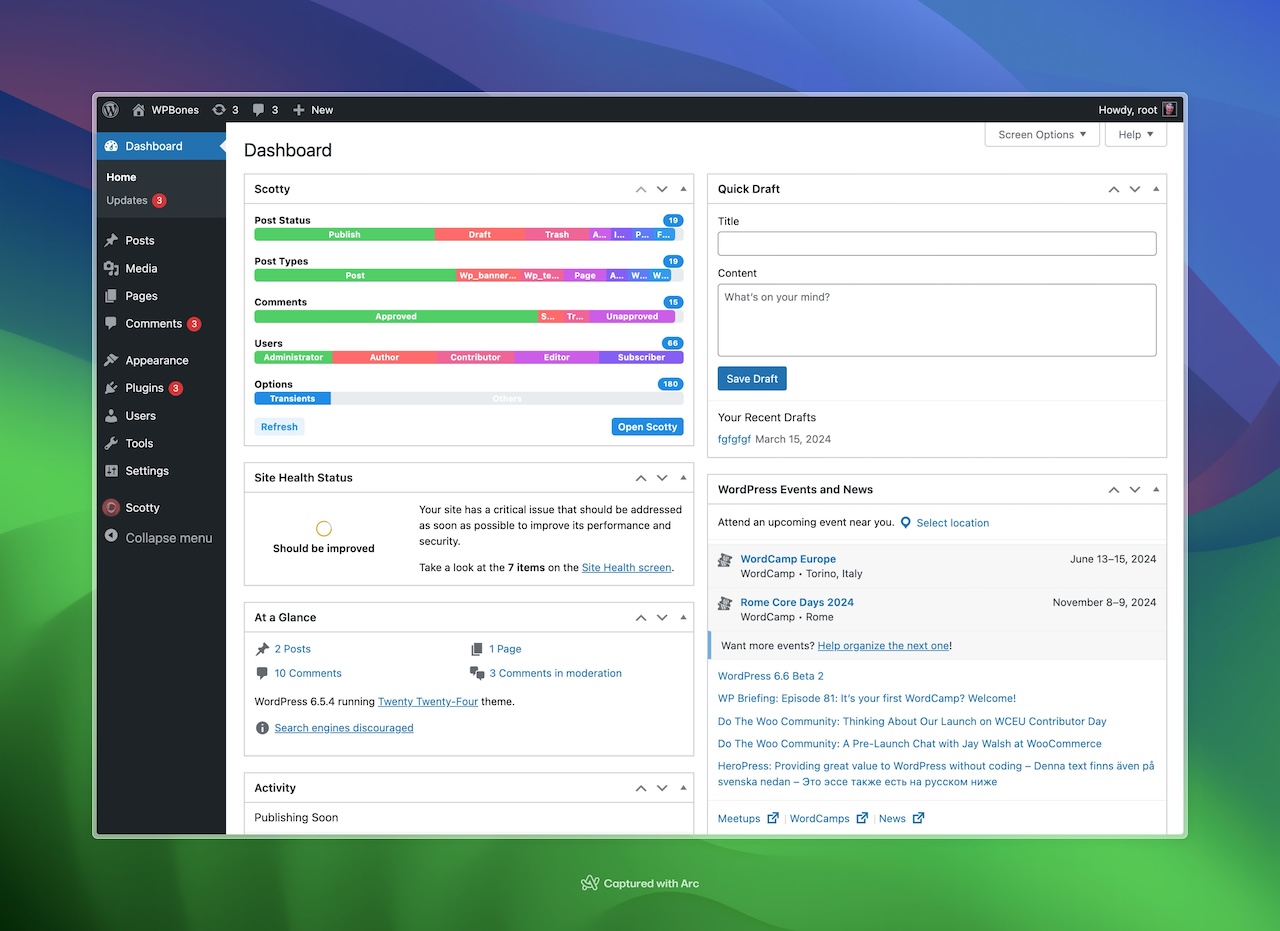 WPBones 3 3 New Howdy, root
Dashboard
Home
Updates 3
Posts
Media
Pages
Comments 3
Appearance
Plugins 3
Users
Tools
Settings
Scotty
Collapse menu
Screen Options Help
Dashboard
Scotty
Post Status 19
Publish Draft Trash A... I... P... F...
Post Types 19
Post Wp_banner... Wp_te... Page A... W... W...
Comments 15
Approved S... Tr... Unapproved
Users 66
Administrator Author Contributor Editor Subscriber
Options 180
Transients Others
Refresh Open Scotty
Site Health Status
Should be improved
Your site has a critical issue that should be addressed
as soon as possible to improve its performance and
security.
Take a look at the 7 items on the Site Health screen.
At a Glance
2 Posts 1 Page
10 Comments 3 Comments in moderation
WordPress 6.5.4 running Twenty Twenty-Four theme.
Search engines discouraged
Activity
Publishing Soon
Quick Draft
Title
Content
What's on your mind?
Save Draft
Your Recent Drafts
fgfgfgf March 15, 2024
WordPress Events and News
Attend an upcoming event near you. Select location
WordCamp Europe June 13–15, 2024
WordCamp • Torino, Italy
Rome Core Days 2024 November 8–9, 2024
WordCamp • Rome
Want more events? Help organize the next one!
WordPress 6.6 Beta 2
WP Briefing: Episode 81: It's your first WordCamp? Welcome!
Do The Woo Community: Thinking About Our Launch on WCEU Contributor Day
Do The Woo Community: A Pre-Launch Chat with Jay Walsh at WooCommerce
HeroPress: Providing great value to WordPress without coding – Denna text finns även på
svenska nedan – Это эссе также есть на русском ниже
Meetups | WordCamps | News
Captured with Arc